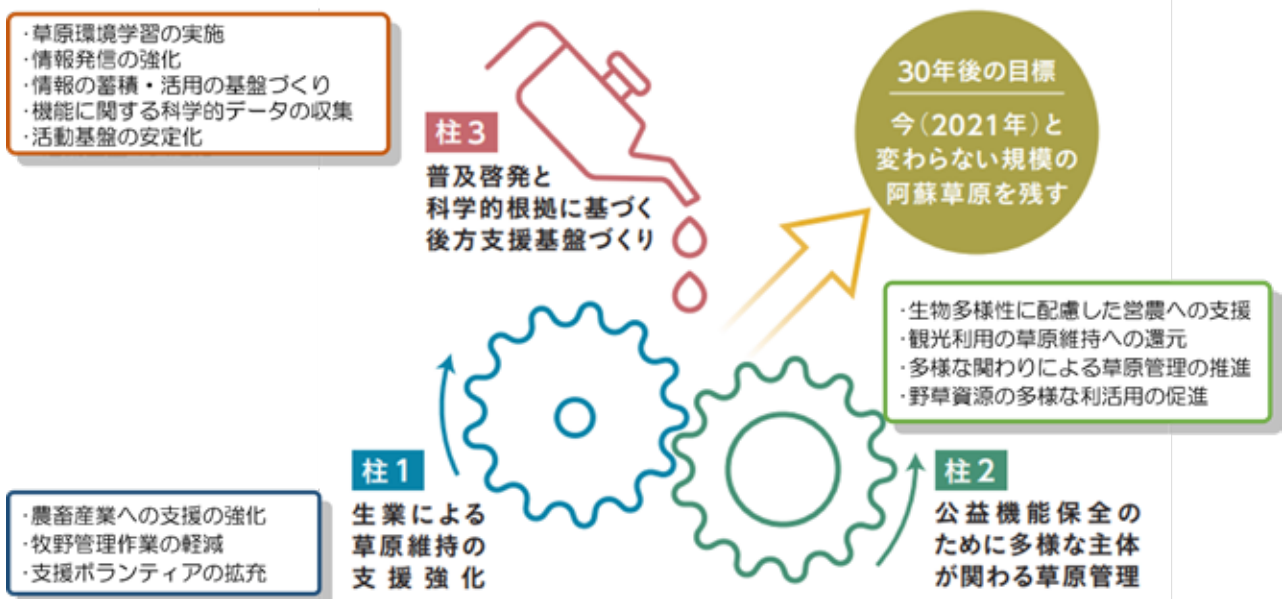 ·草原環境学習の実施
·情報発信の強化
·情報の蓄積・活用の基盤づくり
·機能に関する科学的データの収集
·活動基盤の安定化
柱3
普及啓発と
科学的根拠に基づく
後方支援基盤づくり
30年後の目標
今(2021年)と
変わらない規模の
阿蘇草原を残す
·生物多様性に配慮した営農への支援
·観光利用の草原維持への還元
·多様な関わりによる草原管理の推進
·野草資源の多様な利活用の促進
柱1
生業による
草原維持の
支援強化
·農畜産業への支援の強化
·牧野管理作業の軽減
·支援ボランティアの拡充
柱2
公益機能保全の
ために多様な主体
が関わる草原管理